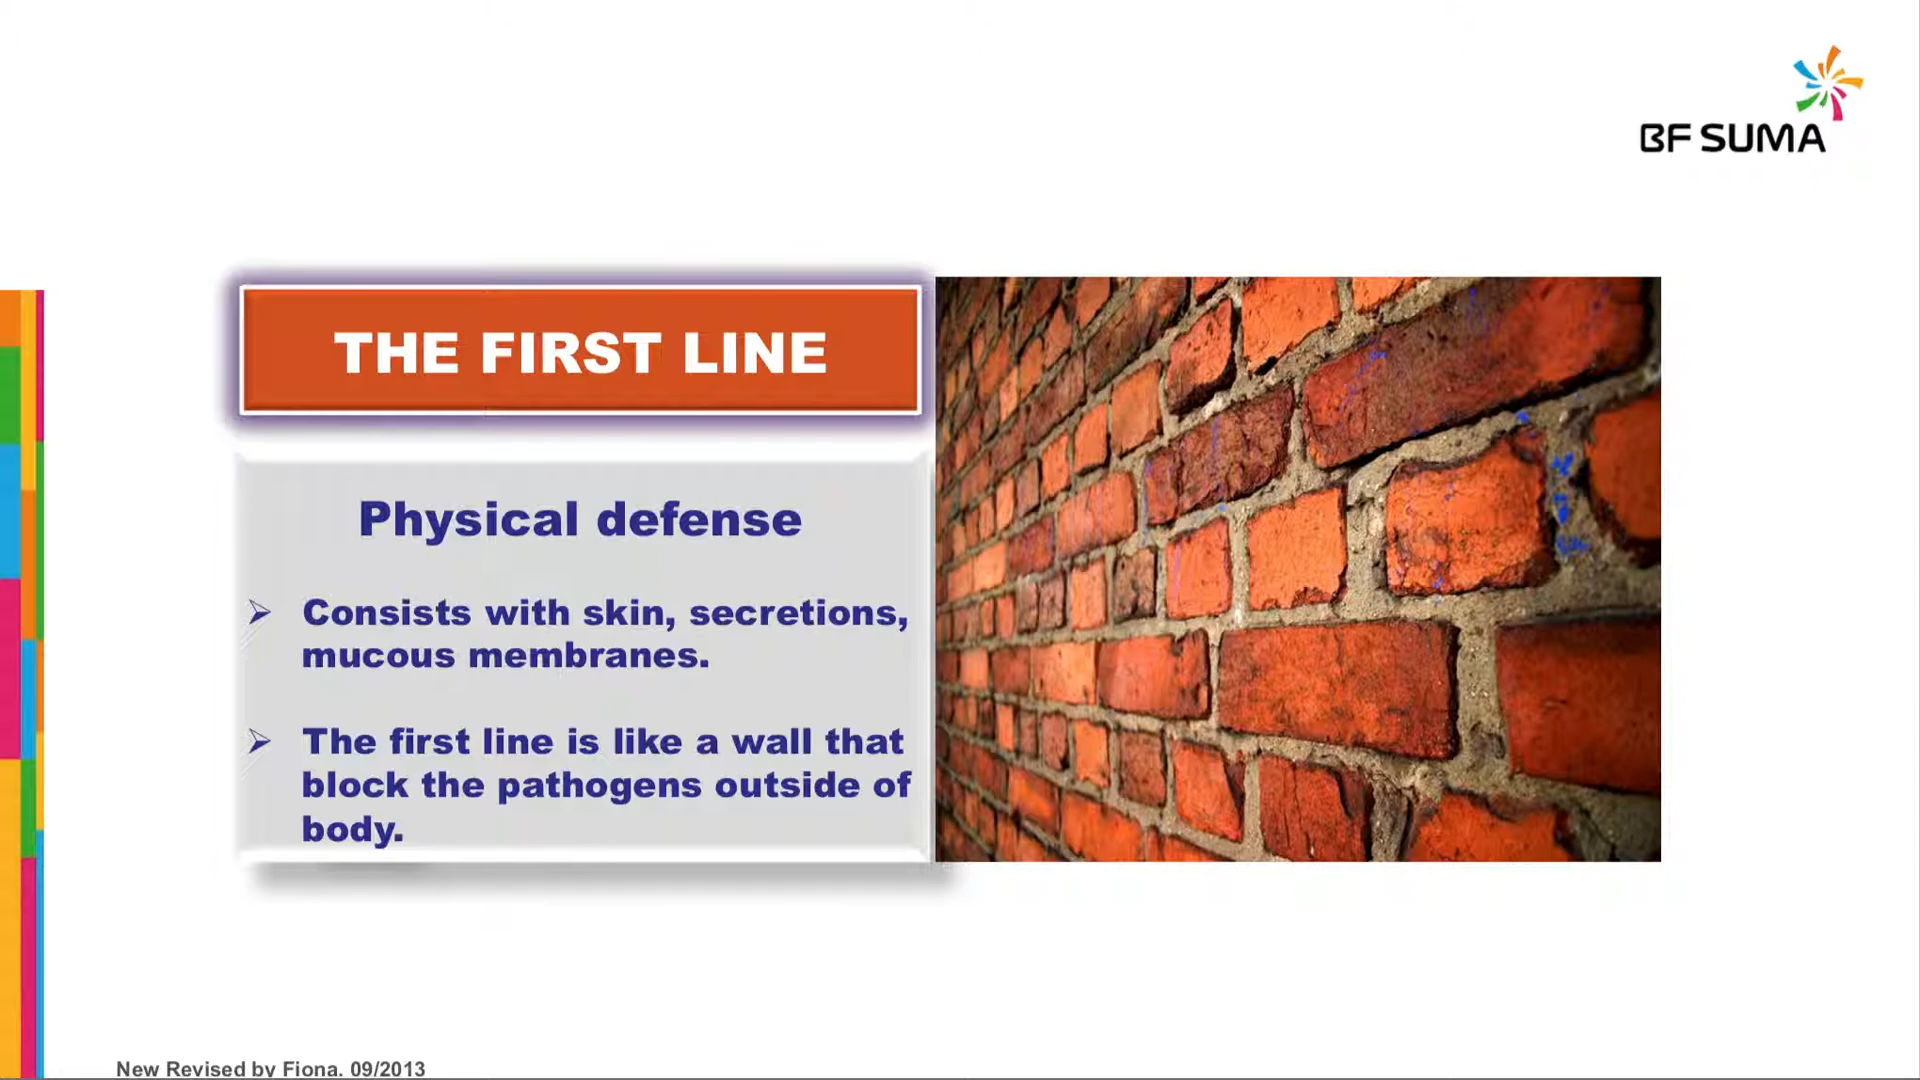 BF SUMA
THE FIRST LINE
Physical defense
Consists with skin, secretions,
mucous membranes.
The first line is like a wall that
block the pathogens outside of
body.
New Revised by Fiona. 09/2013